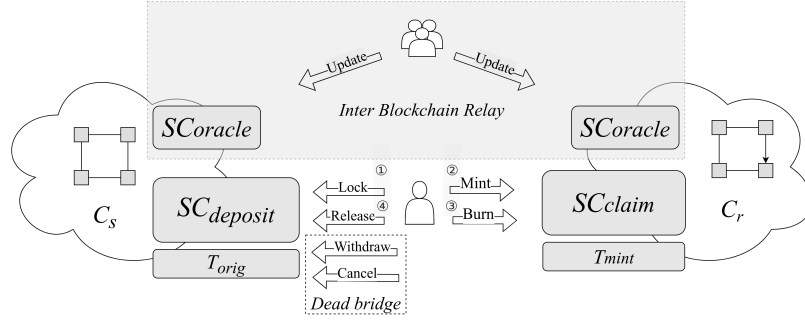 Update
Update
Inter Blockchain Relay
SCoracle
SCoracle
① ②
Lock
Mint
SCdeposit
SCclaim
④ ③
Release
Burn
Cs
Cr
Withdraw
Torig
Tmint
Cancel
Dead bridge